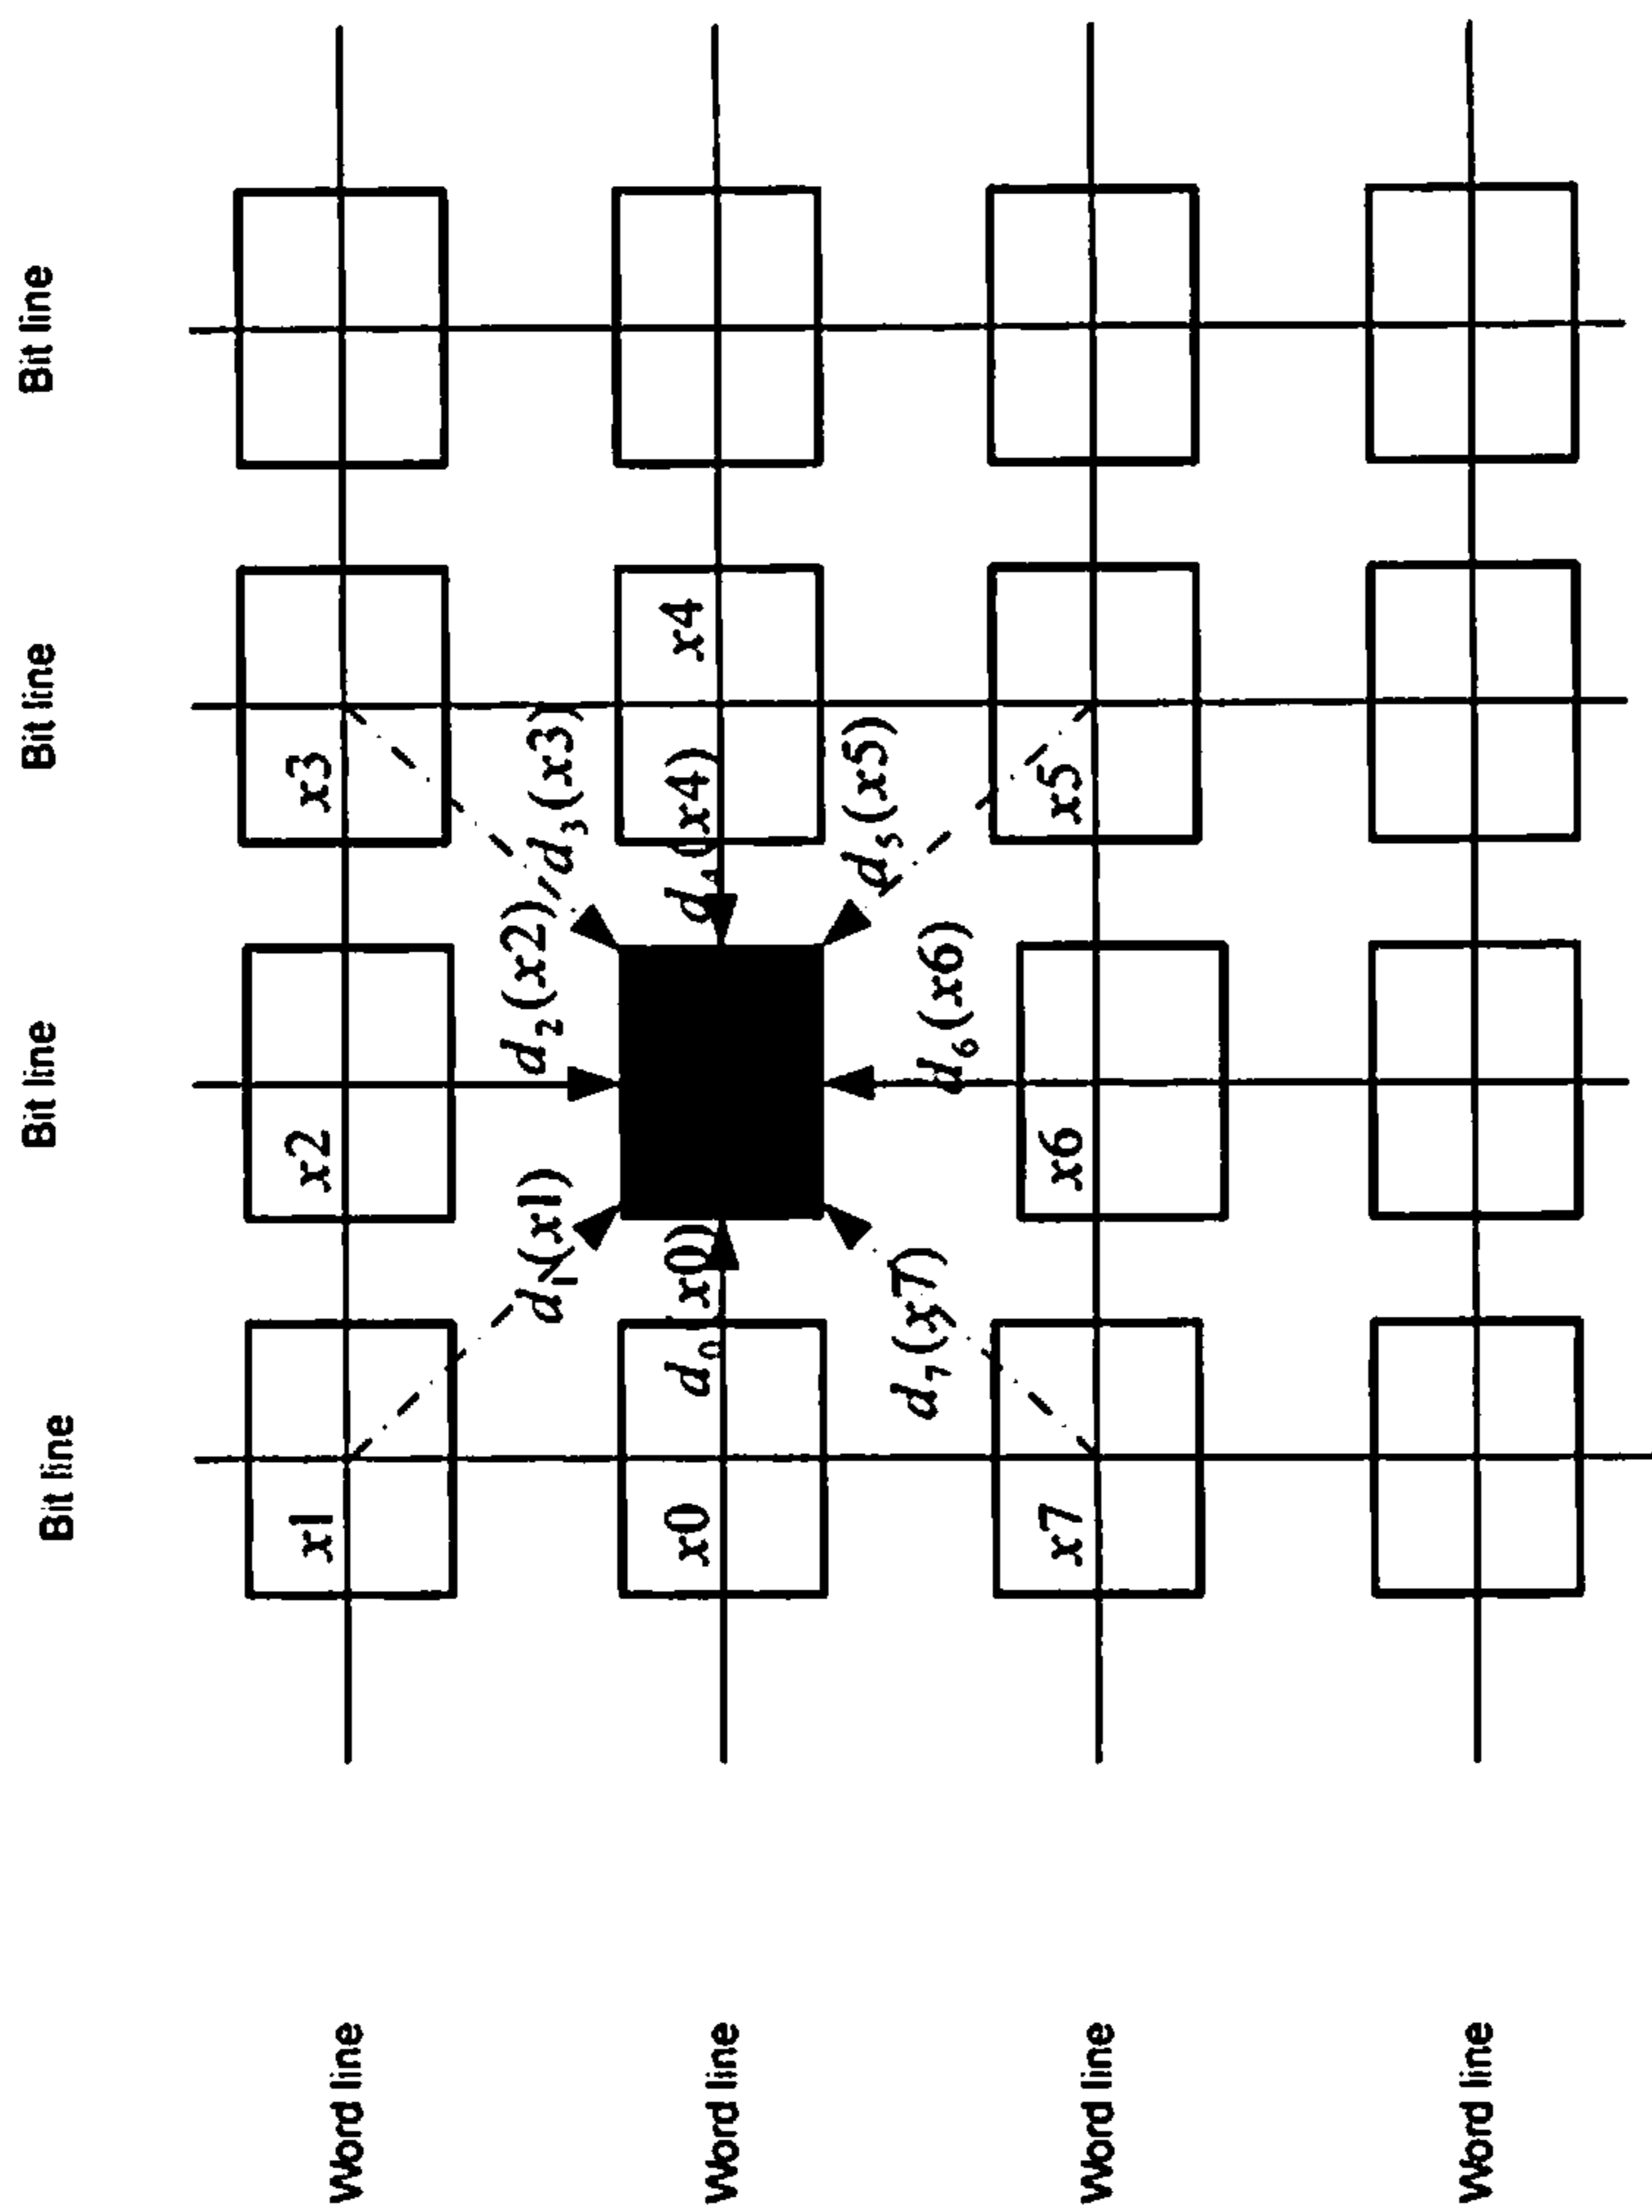 Bit line Bit line Bit line Bit line
Word line x1 x2 x3
d1(x1) d2(x2)/d3(x3)
Word line x0 d0(x0) d4(x4) x4
d7(x7) d6(x6) d5(x5)
Word line x7 x6 x5
Word line